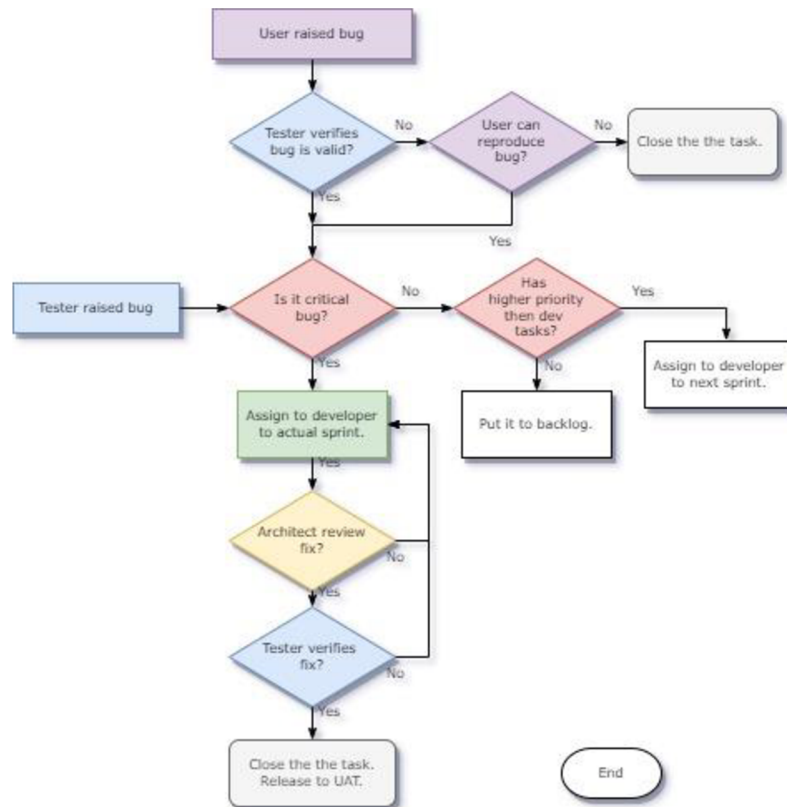 User raised bug
Tester verifies
bug is valid?
No
User can
reproduce
bug?
No
Close the the task.
Yes
Yes
Tester raised bug
Is it critical
bug?
No
Has
higher priority
then dev
tasks?
Yes
Yes
No
Assign to developer
to next sprint.
Assign to developer
to actual sprint.
Put it to backlog.
Yes
Architect review
fix?
No
Yes
Tester verifies
fix?
No
Yes
Close the the task.
Release to UAT.
End